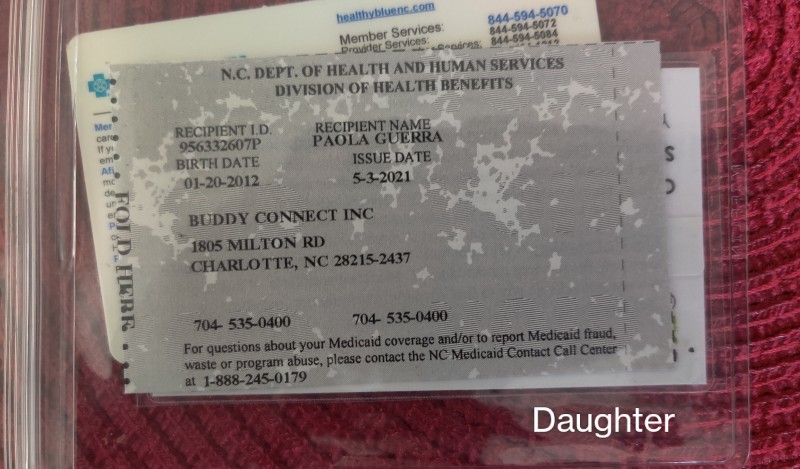 healthybluenc.com
Member Services: 844-594-5070
844-594-5072
Provider Services: 844-594-5084
N.C. DEPT. OF HEALTH AND HUMAN SERVICES
DIVISION OF HEALTH BENEFITS
RECIPIENT I.D. RECIPIENT NAME
956332607P PAOLA GUERRA
BIRTH DATE ISSUE DATE
01-20-2012 5-3-2021
BUDDY CONNECT INC
1805 MILTON RD
CHARLOTTE, NC 28215-2437
704- 535-0400 704- 535-0400
For questions about your Medicaid coverage and/or to report Medicaid fraud,
waste or program abuse, please contact the NC Medicaid Contact Call Center
at 1-888-245-0179
FOLD HERE
Daughter